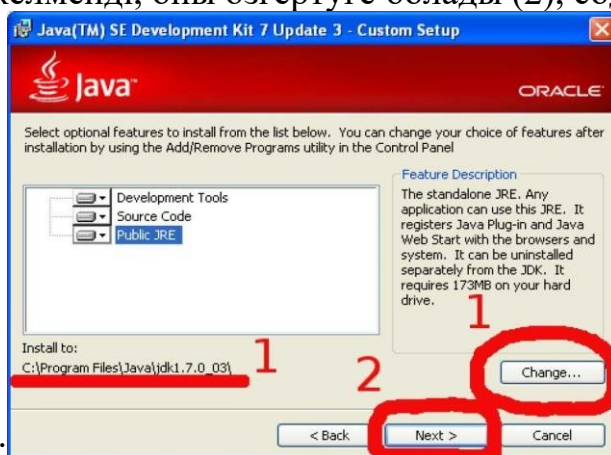 оны өзгертуге болады (2),
Java(TM) SE Development Kit 7 Update 3 - Custom Setup
Java™
ORACLE®
Select optional features to install from the list below. You can change your choice of features after
installation by using the Add/Remove Programs utility in the Control Panel
Development Tools
Source Code
Public JRE
Feature Description
The standalone JRE. Any
application can use this JRE. It
registers Java Plug-in and Java
Web Start with the browsers and
system. It can be uninstalled
separately from the JDK. It
requires 173MB on your hard
drive.
1
Install to:
C:\Program Files\Java\jdk1.7.0_03\
1
Change...
2
< Back
Next >
Cancel
.